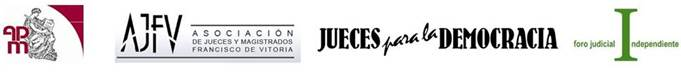 APM
AJFV
ASOCIACIÓN
DE JUECES Y MAGISTRADOS
FRANCISCO DE VITORIA
JUECES para la DEMOCRACIA
foro judicial Independiente